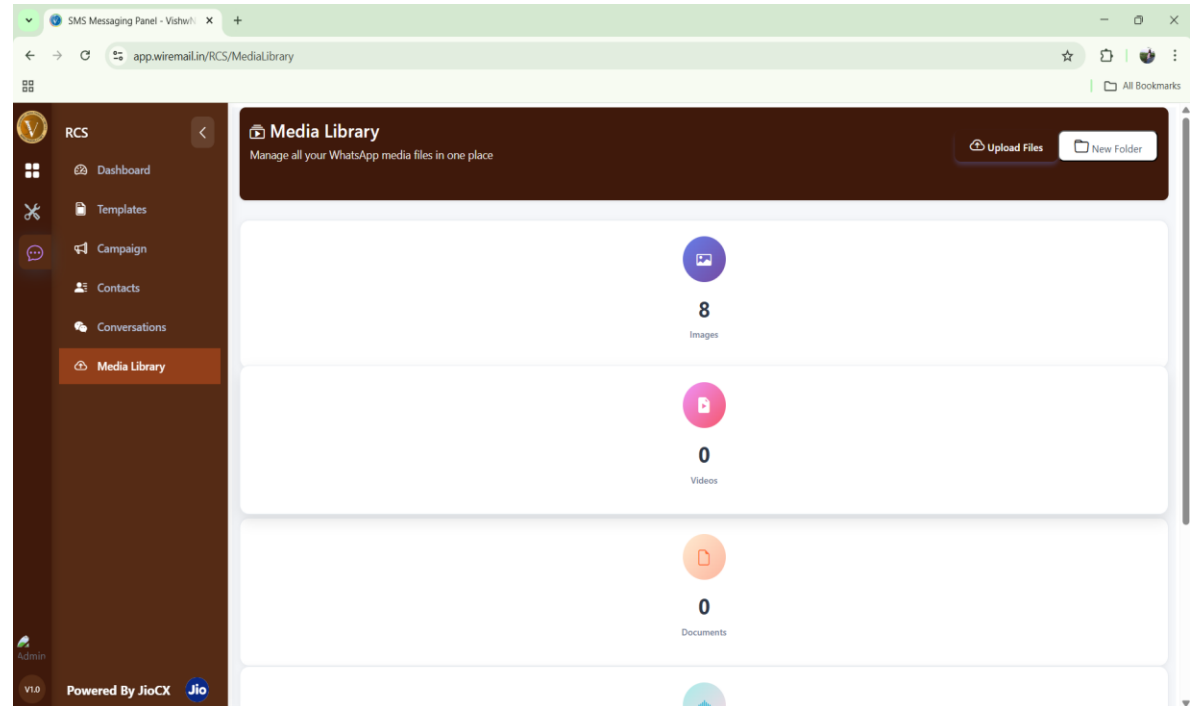 SMS Messaging Panel - VishwN
app.wiremail.in/RCS/MediaLibrary
All Bookmarks
V
RCS
Dashboard
Templates
Campaign
Contacts
Conversations
Media Library
Admin
V1.0
Powered By JioCX
Jio
Media Library
Manage all your WhatsApp media files in one place
Upload Files
New Folder
8
Images
0
Videos
0
Documents